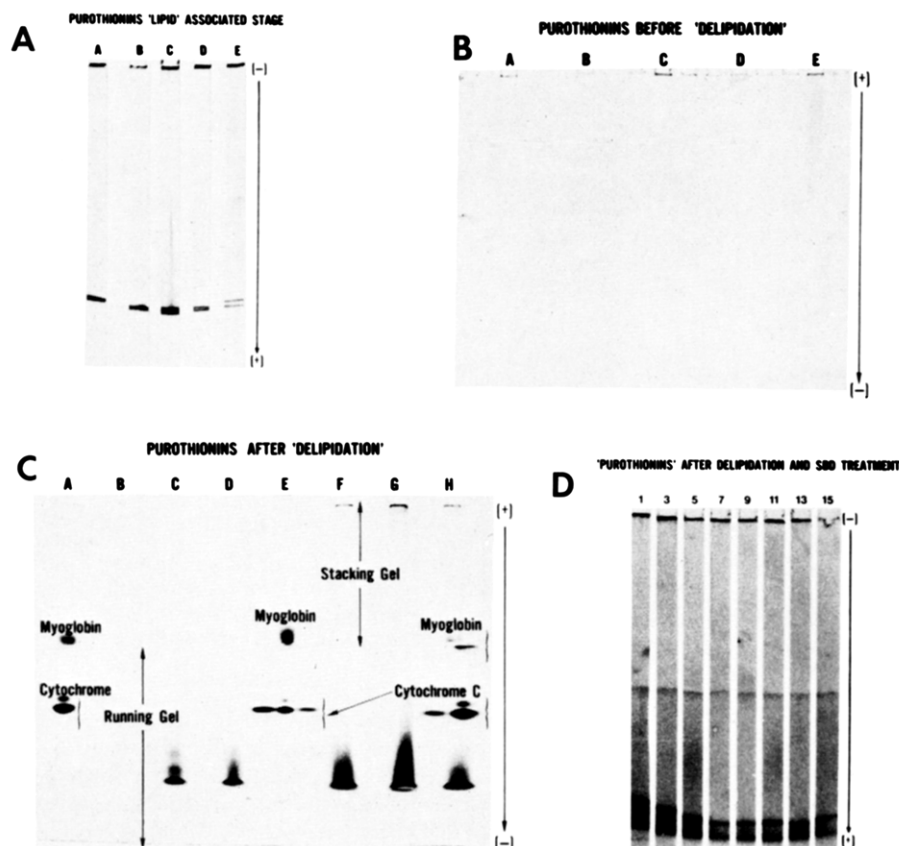 A
PUROTHIONINS 'LIPID' ASSOCIATED STAGE
A B C D E
(-)
(+)
B
PUROTHIONINS BEFORE 'DELIPIDATION'
A B C D E
(+)
(-)
C
PUROTHIONINS AFTER 'DELIPIDATION'
A B C D E F G H
(+)
Stacking Gel
Myoglobin Myoglobin Myoglobin
Cytochrome Cytochrome C
Running Gel
(-)
D
'PUROTHIONINS' AFTER DELIPIDATION AND SBD TREATMENT
1 3 5 7 9 11 13 15
(-)
(+)